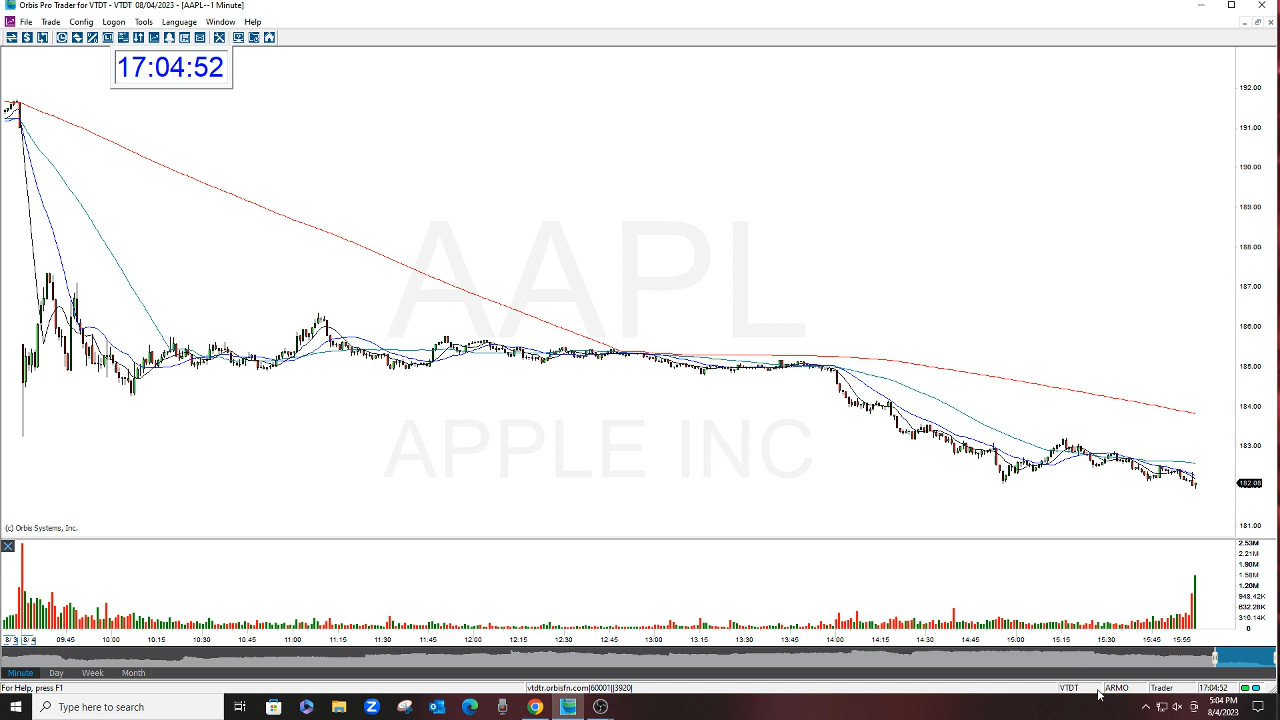 Orbis Pro Trader for VTDT - VTDT 08/04/2023 - [AAPL--1 Minute]
File Trade Config Logon Tools Language Window Help
17:04:52
192.00
191.00
190.00
189.00
188.00
187.00
186.00
185.00
184.00
183.00
182.08
181.00
AAPL
APPLE INC
(c) Orbis Systems, Inc.
2.53M
2.21M
1.90M
1.58M
1.26M
948.42K
632.28K
316.14K
0
8/3 8/4 09:45 10:00 10:15 10:30 10:45 11:00 11:15 11:30 11:45 12:00 12:15 12:30 12:45 13:00 13:15 13:30 13:45 14:00 14:15 14:30 14:45 15:00 15:15 15:30 15:45 15:55
Minute Day Week Month
For Help, press F1 vtdtr.orbisfn.com|60001||3920| VTDT ARMO Trader 17:04:52
Type here to search
5:04 PM
8/4/2023